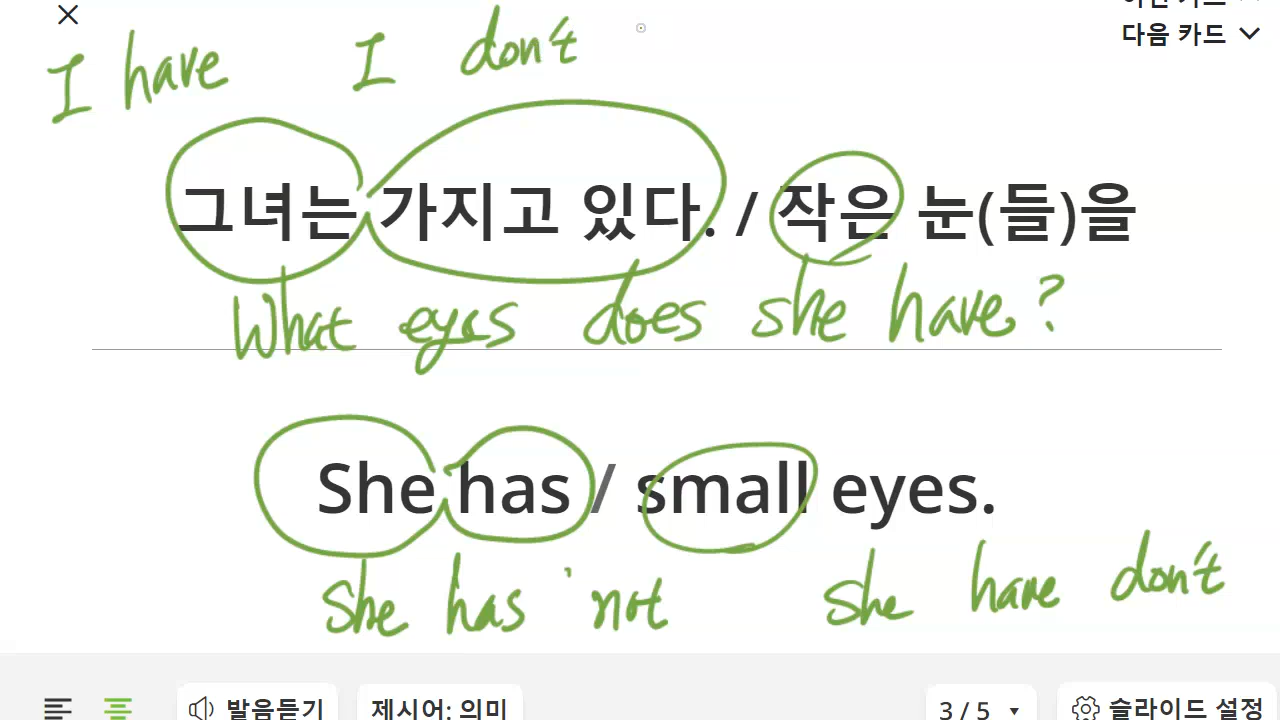 다음 카드
I have I don't
그녀는 가지고 있다. / 작은 눈(들)을
What eyes does she have?
She has / small eyes.
She has not she have don't
발음듣기 제시어: 의미 3 / 5 슬라이드 설정